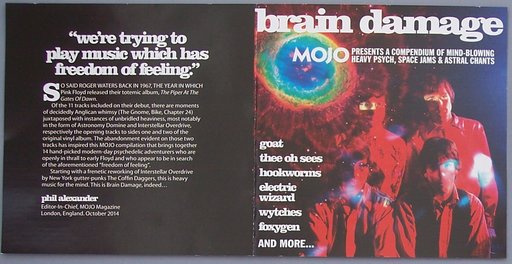 "we're trying to
play music which has
freedom of feeling."
SO SAID ROGER WATERS BACK IN 1967, THE YEAR IN WHICH
Pink Floyd released their totemic album, The Piper At The
Gates Of Dawn.
Of the 11 tracks included on their debut, there are moments
of decidedly Anglican whimsy (The Gnome, Bike, Chapter 24)
juxtaposed with instances of unbridled heaviness, most notably
in the form of Astronomy Domine and Interstellar Overdrive,
respectively the opening tracks to sides one and two of the
original vinyl album. The abandonment evident on those two
tracks has inspired this MOJO compilation that brings together
14 hand-picked modern-day psychedelic adventurers who are
openly in thrall to early Floyd and who appear to be in search
of the aforementioned "freedom of feeling".
Starting with a frenetic reworking of Interstellar Overdrive
by New York gutter-punks The Coffin Daggers, this is heavy
music for the mind. This is Brain Damage, indeed...
phil alexander
Editor-In-Chief, MOJO Magazine
London, England. October 2014
brain damage
MOJO PRESENTS A COMPENDIUM OF MIND-BLOWING
HEAVY PSYCH, SPACE JAMS & ASTRAL CHANTS
goat
thee oh sees
hookworms
electric
wizard
wytches
foxygen
AND MORE...